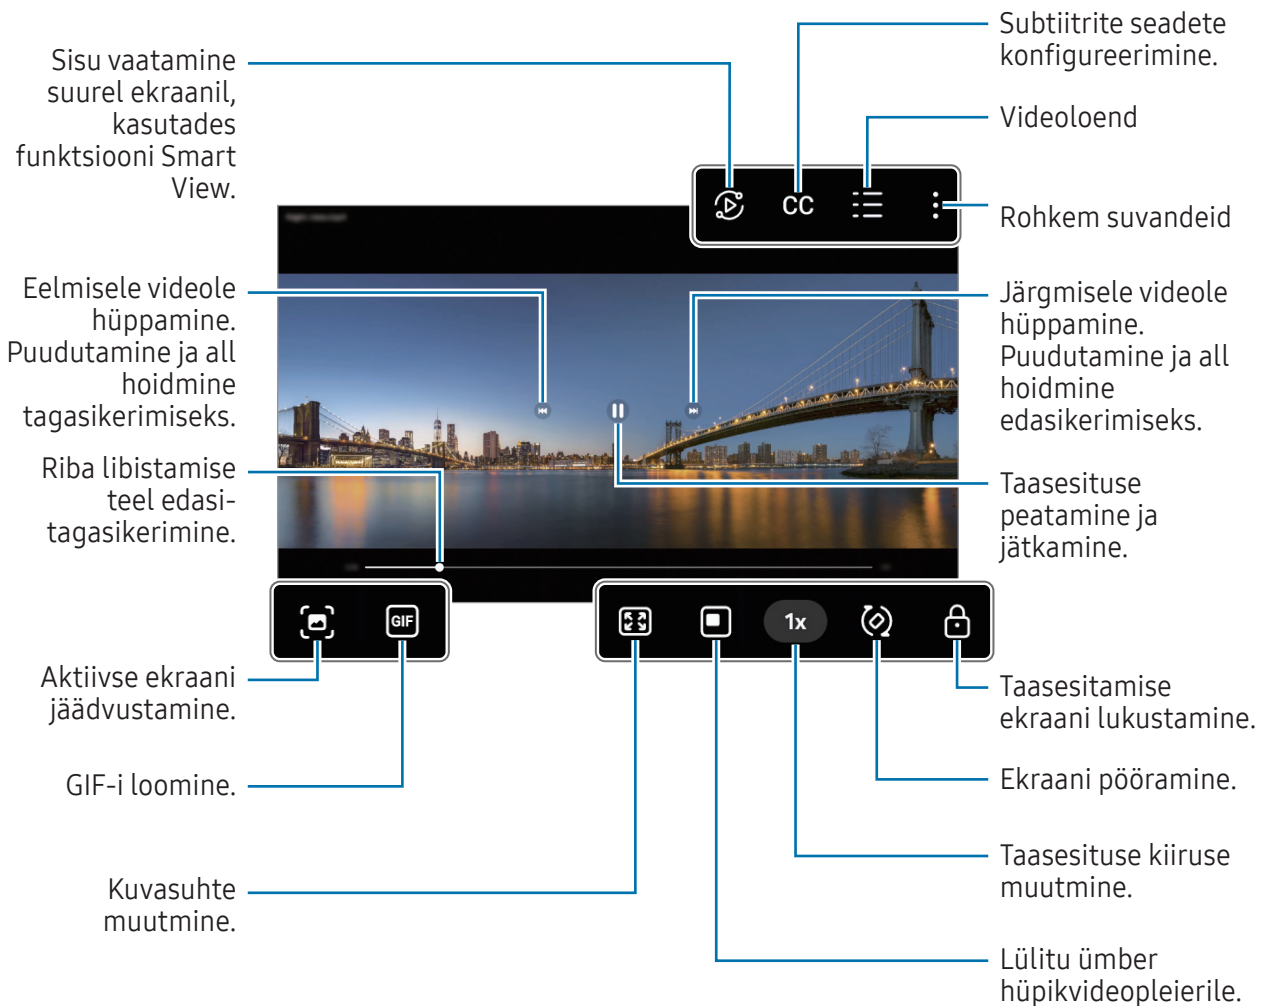 Sisu vaatamine
suurel ekraanil,
kasutades
funktsiooni Smart
View.
Subtiitrite seadete
konfigureerimine.
Videoloend
Rohkem suvandeid
CC
Eelmisele videole
hüppamine.
Puudutamine ja all
hoidmine
tagasikerimiseks.
Järgmisele videole
hüppamine.
Puudutamine ja all
hoidmine
edasikerimiseks.
Riba libistamise
teel edasi-
tagasikerimine.
Taasesituse
peatamine ja
jätkamine.
GIF
1x
Aktiivse ekraani
jäädvustamine.
GIF-i loomine.
Kuvasuhte
muutmine.
Taasesitamise
ekraani lukustamine.
Ekraani pööramine.
Taasesituse kiiruse
muutmine.
Lülitu ümber
hüpikvideopleierile.